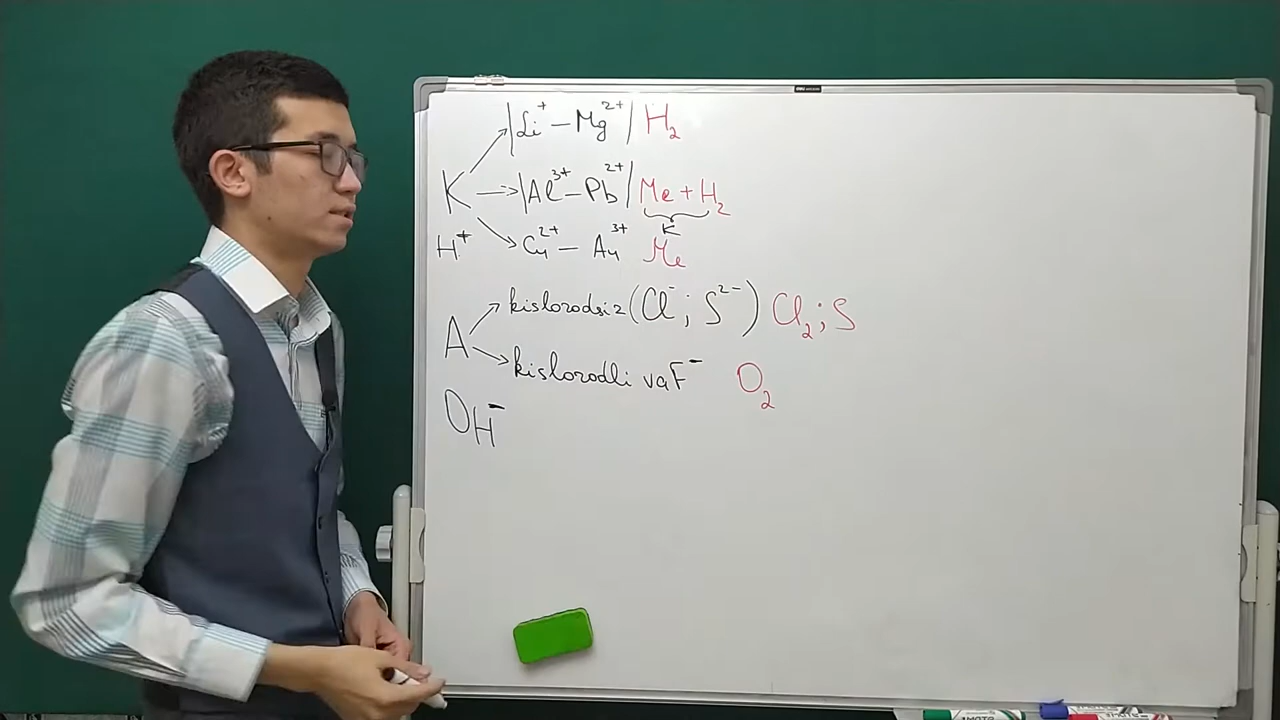 |Li⁺ – Mg²⁺| H₂
K → |Al³⁺ – Pb²⁺| Me + H₂
K
H⁺ Cu²⁺ – Au³⁺ Me
kislorodsiz (Cl⁻; S²⁻) Cl₂; S
A
kislorodli va F⁻ O₂
OH⁻